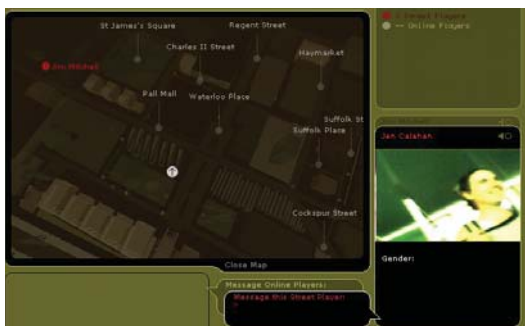 St James's Square
Regent Street
Charles II Street
Haymarket
Pall Mall
Waterloo Place
Suffolk St
Suffolk Place
Cockspur Street
Close Map
Online Players
Jan Calahan
Gender:
Message Online Players:
Message this Street Player: